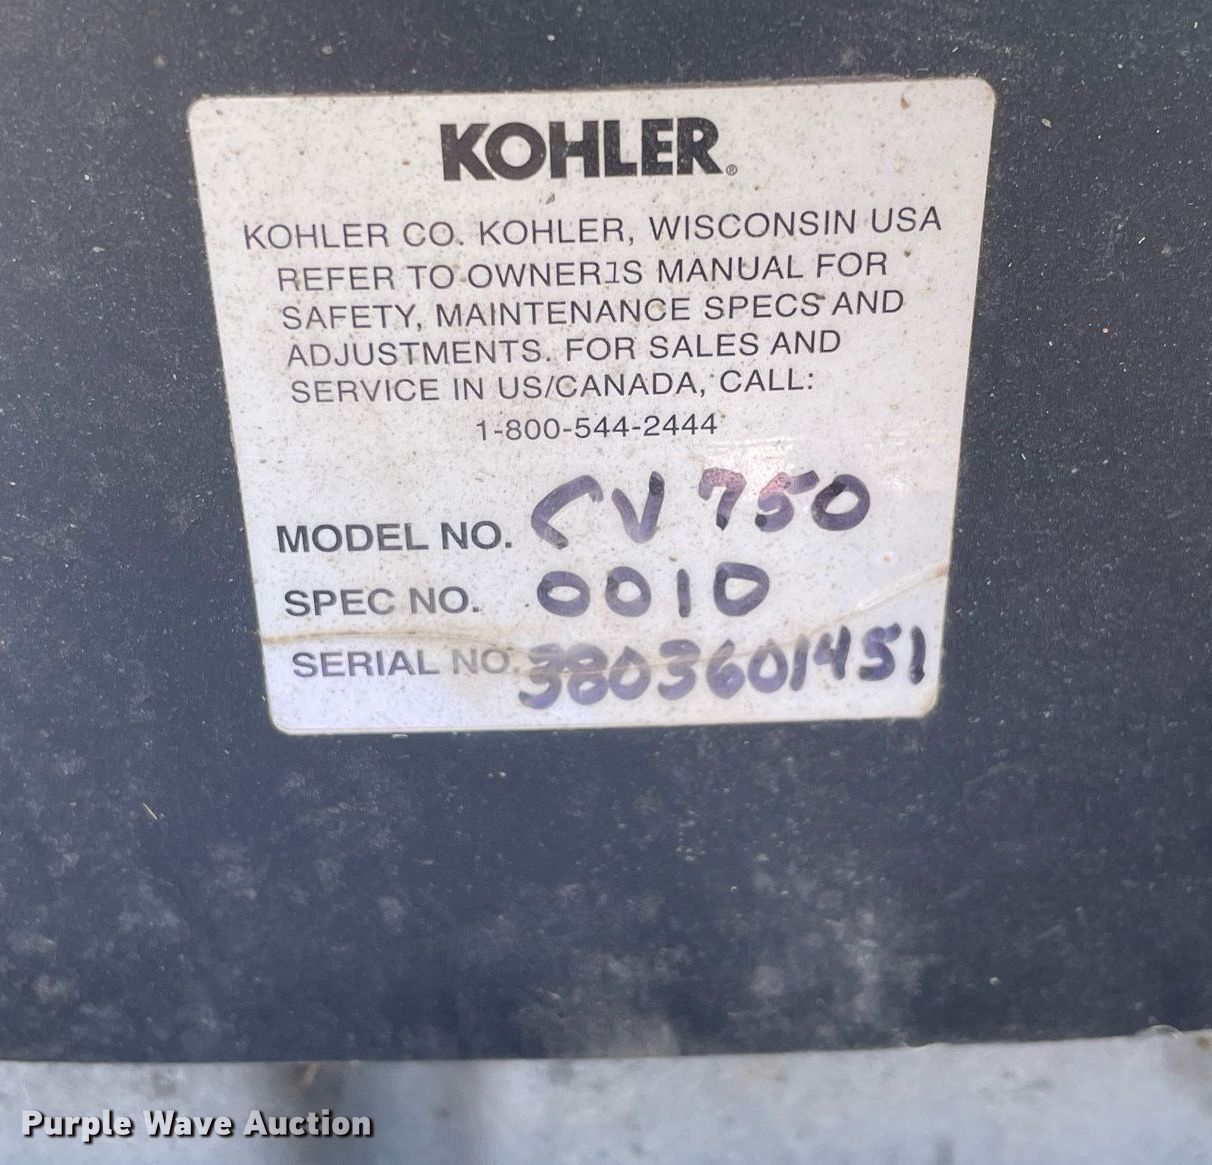 KOHLER®
KOHLER CO. KOHLER, WISCONSIN USA
REFER TO OWNER1S MANUAL FOR
SAFETY, MAINTENANCE SPECS AND
ADJUSTMENTS. FOR SALES AND
SERVICE IN US/CANADA, CALL:
1-800-544-2444
MODEL NO. CV 750
SPEC NO. 0010
SERIAL NO. 3803601451
Purple Wave Auction